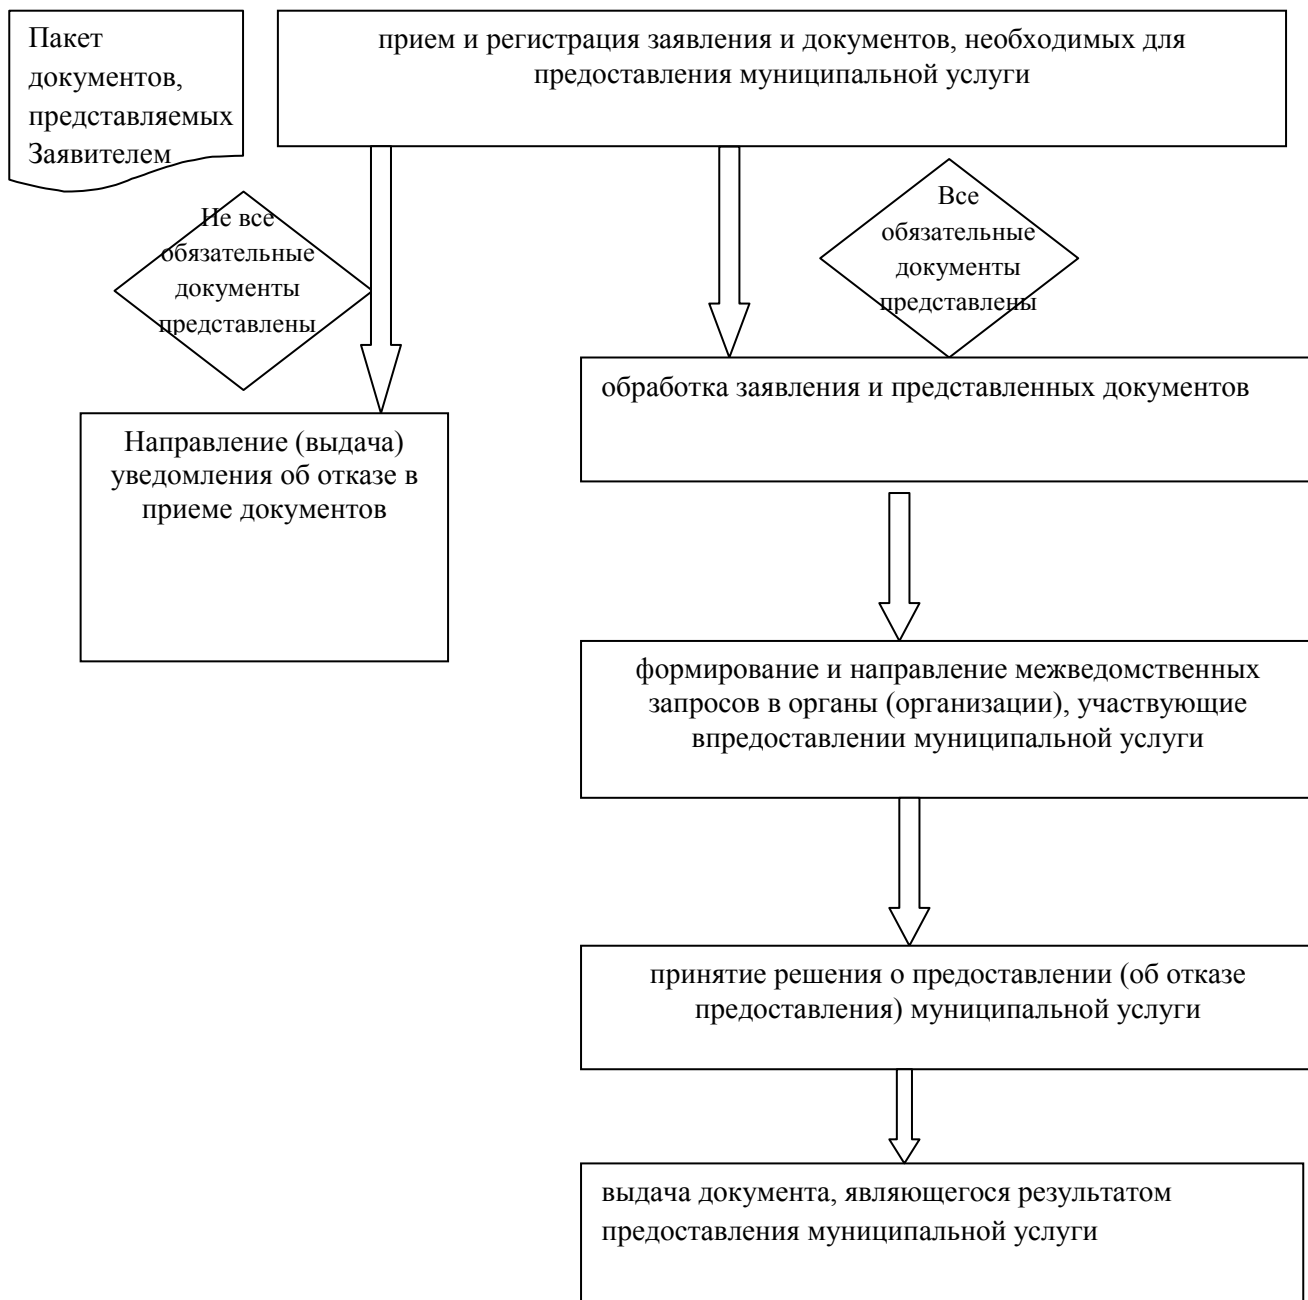 Пакет
документов,
представляемых
Заявителем
прием и регистрация заявления и документов, необходимых для
предоставления муниципальной услуги
Не все
обязательные
документы
представлены
Все
обязательные
документы
представлены
обработка заявления и представленных документов
Направление (выдача)
уведомления об отказе в
приеме документов
формирование и направление межведомственных
запросов в органы (организации), участвующие
впредоставлении муниципальной услуги
принятие решения о предоставлении (об отказе
предоставления) муниципальной услуги
выдача документа, являющегося результатом
предоставления муниципальной услуги